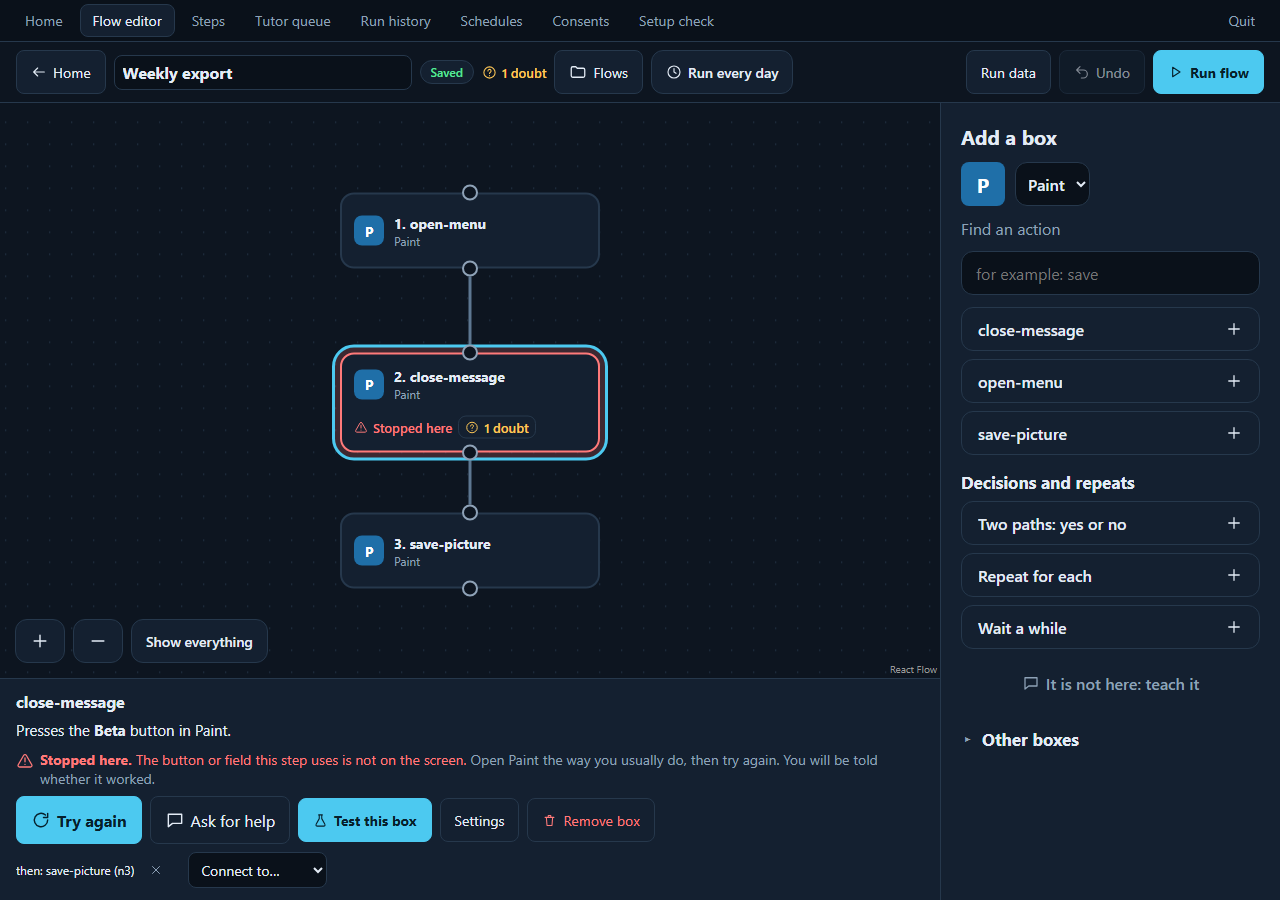 Home Flow editor Steps Tutor queue Run history Schedules Consents Setup check Quit
Home Weekly export Saved 1 doubt Flows Run every day Run data Undo Run flow
P 1. open-menu
Paint
P 2. close-message
Paint
Stopped here 1 doubt
P 3. save-picture
Paint
Show everything
React Flow
close-message
Presses the Beta button in Paint.
Stopped here. The button or field this step uses is not on the screen. Open Paint the way you usually do, then try again. You will be told
whether it worked.
Try again Ask for help Test this box Settings Remove box
then: save-picture (n3) Connect to...
Add a box
P Paint
Find an action
for example: save
close-message
open-menu
save-picture
Decisions and repeats
Two paths: yes or no
Repeat for each
Wait a while
It is not here: teach it
Other boxes